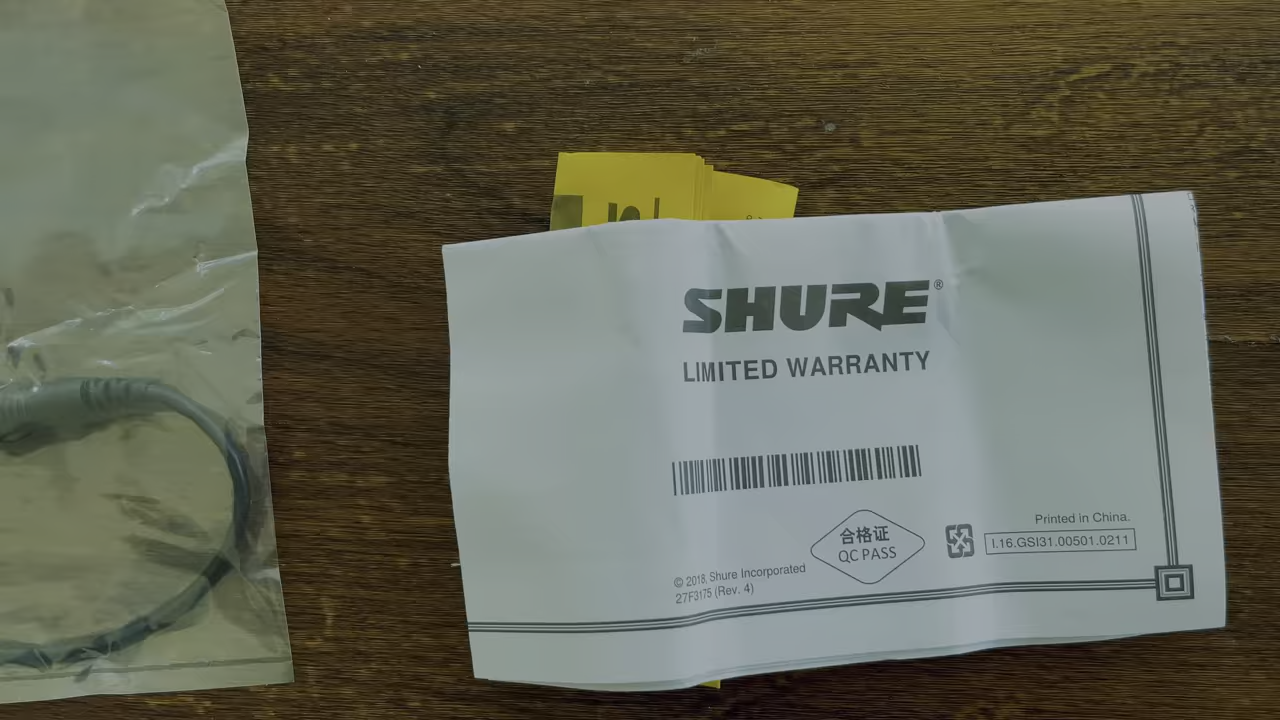 SHURE®
LIMITED WARRANTY
合格证
QC PASS
Printed in China.
I.16.GSI31.00501.0211
© 2018, Shure Incorporated
27F3175 (Rev. 4)